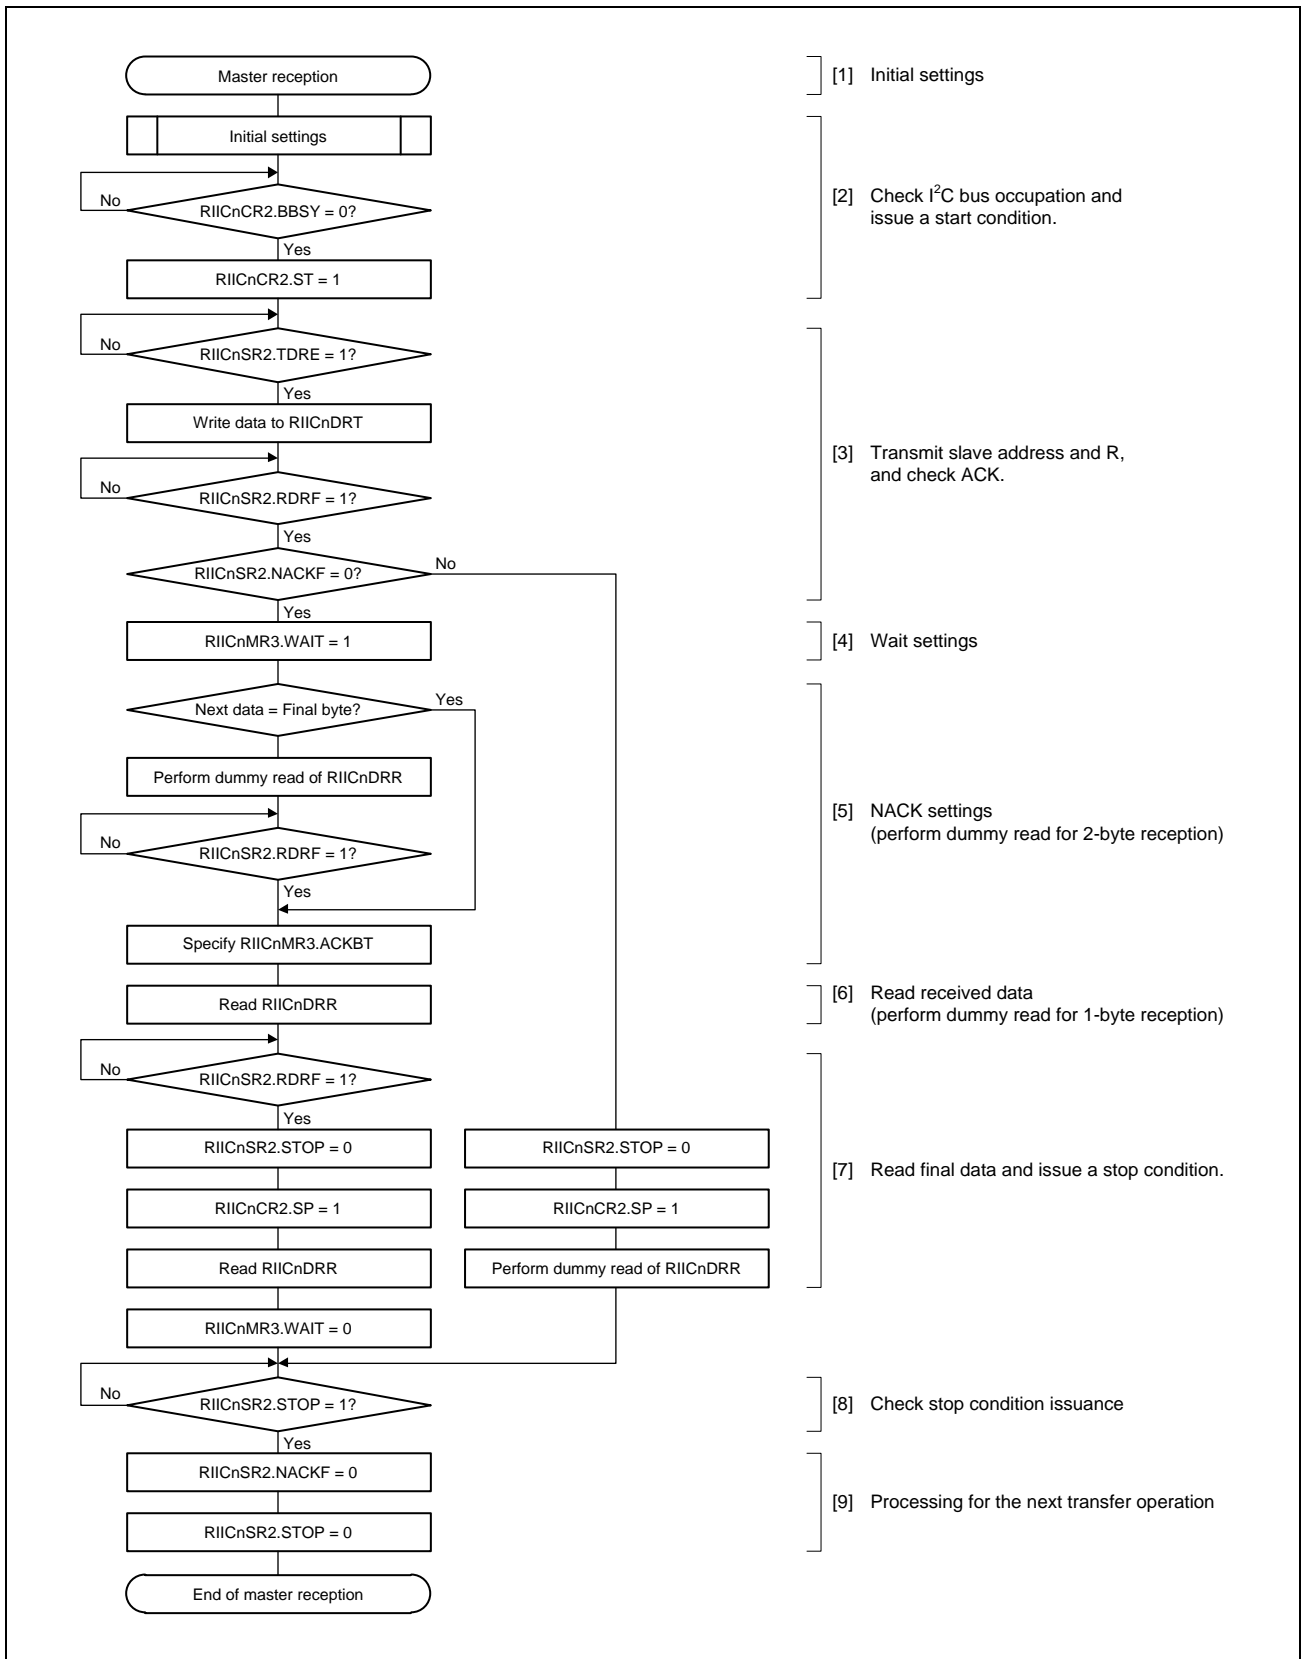 Master reception
[1] Initial settings
Initial settings
No
RIICnCR2.BBSY = 0?
[2] Check I²C bus occupation and
issue a start condition.
Yes
RIICnCR2.ST = 1
No
RIICnSR2.TDRE = 1?
Yes
Write data to RIICnDRT
[3] Transmit slave address and R,
and check ACK.
No
RIICnSR2.RDRF = 1?
Yes
RIICnSR2.NACKF = 0?
No
Yes
RIICnMR3.WAIT = 1
[4] Wait settings
Next data = Final byte?
Yes
Perform dummy read of RIICnDRR
[5] NACK settings
(perform dummy read for 2-byte reception)
No
RIICnSR2.RDRF = 1?
Yes
Specify RIICnMR3.ACKBT
Read RIICnDRR
[6] Read received data
(perform dummy read for 1-byte reception)
No
RIICnSR2.RDRF = 1?
Yes
RIICnSR2.STOP = 0
RIICnSR2.STOP = 0
[7] Read final data and issue a stop condition.
RIICnCR2.SP = 1
RIICnCR2.SP = 1
Read RIICnDRR
Perform dummy read of RIICnDRR
RIICnMR3.WAIT = 0
No
RIICnSR2.STOP = 1?
[8] Check stop condition issuance
Yes
RIICnSR2.NACKF = 0
[9] Processing for the next transfer operation
RIICnSR2.STOP = 0
End of master reception